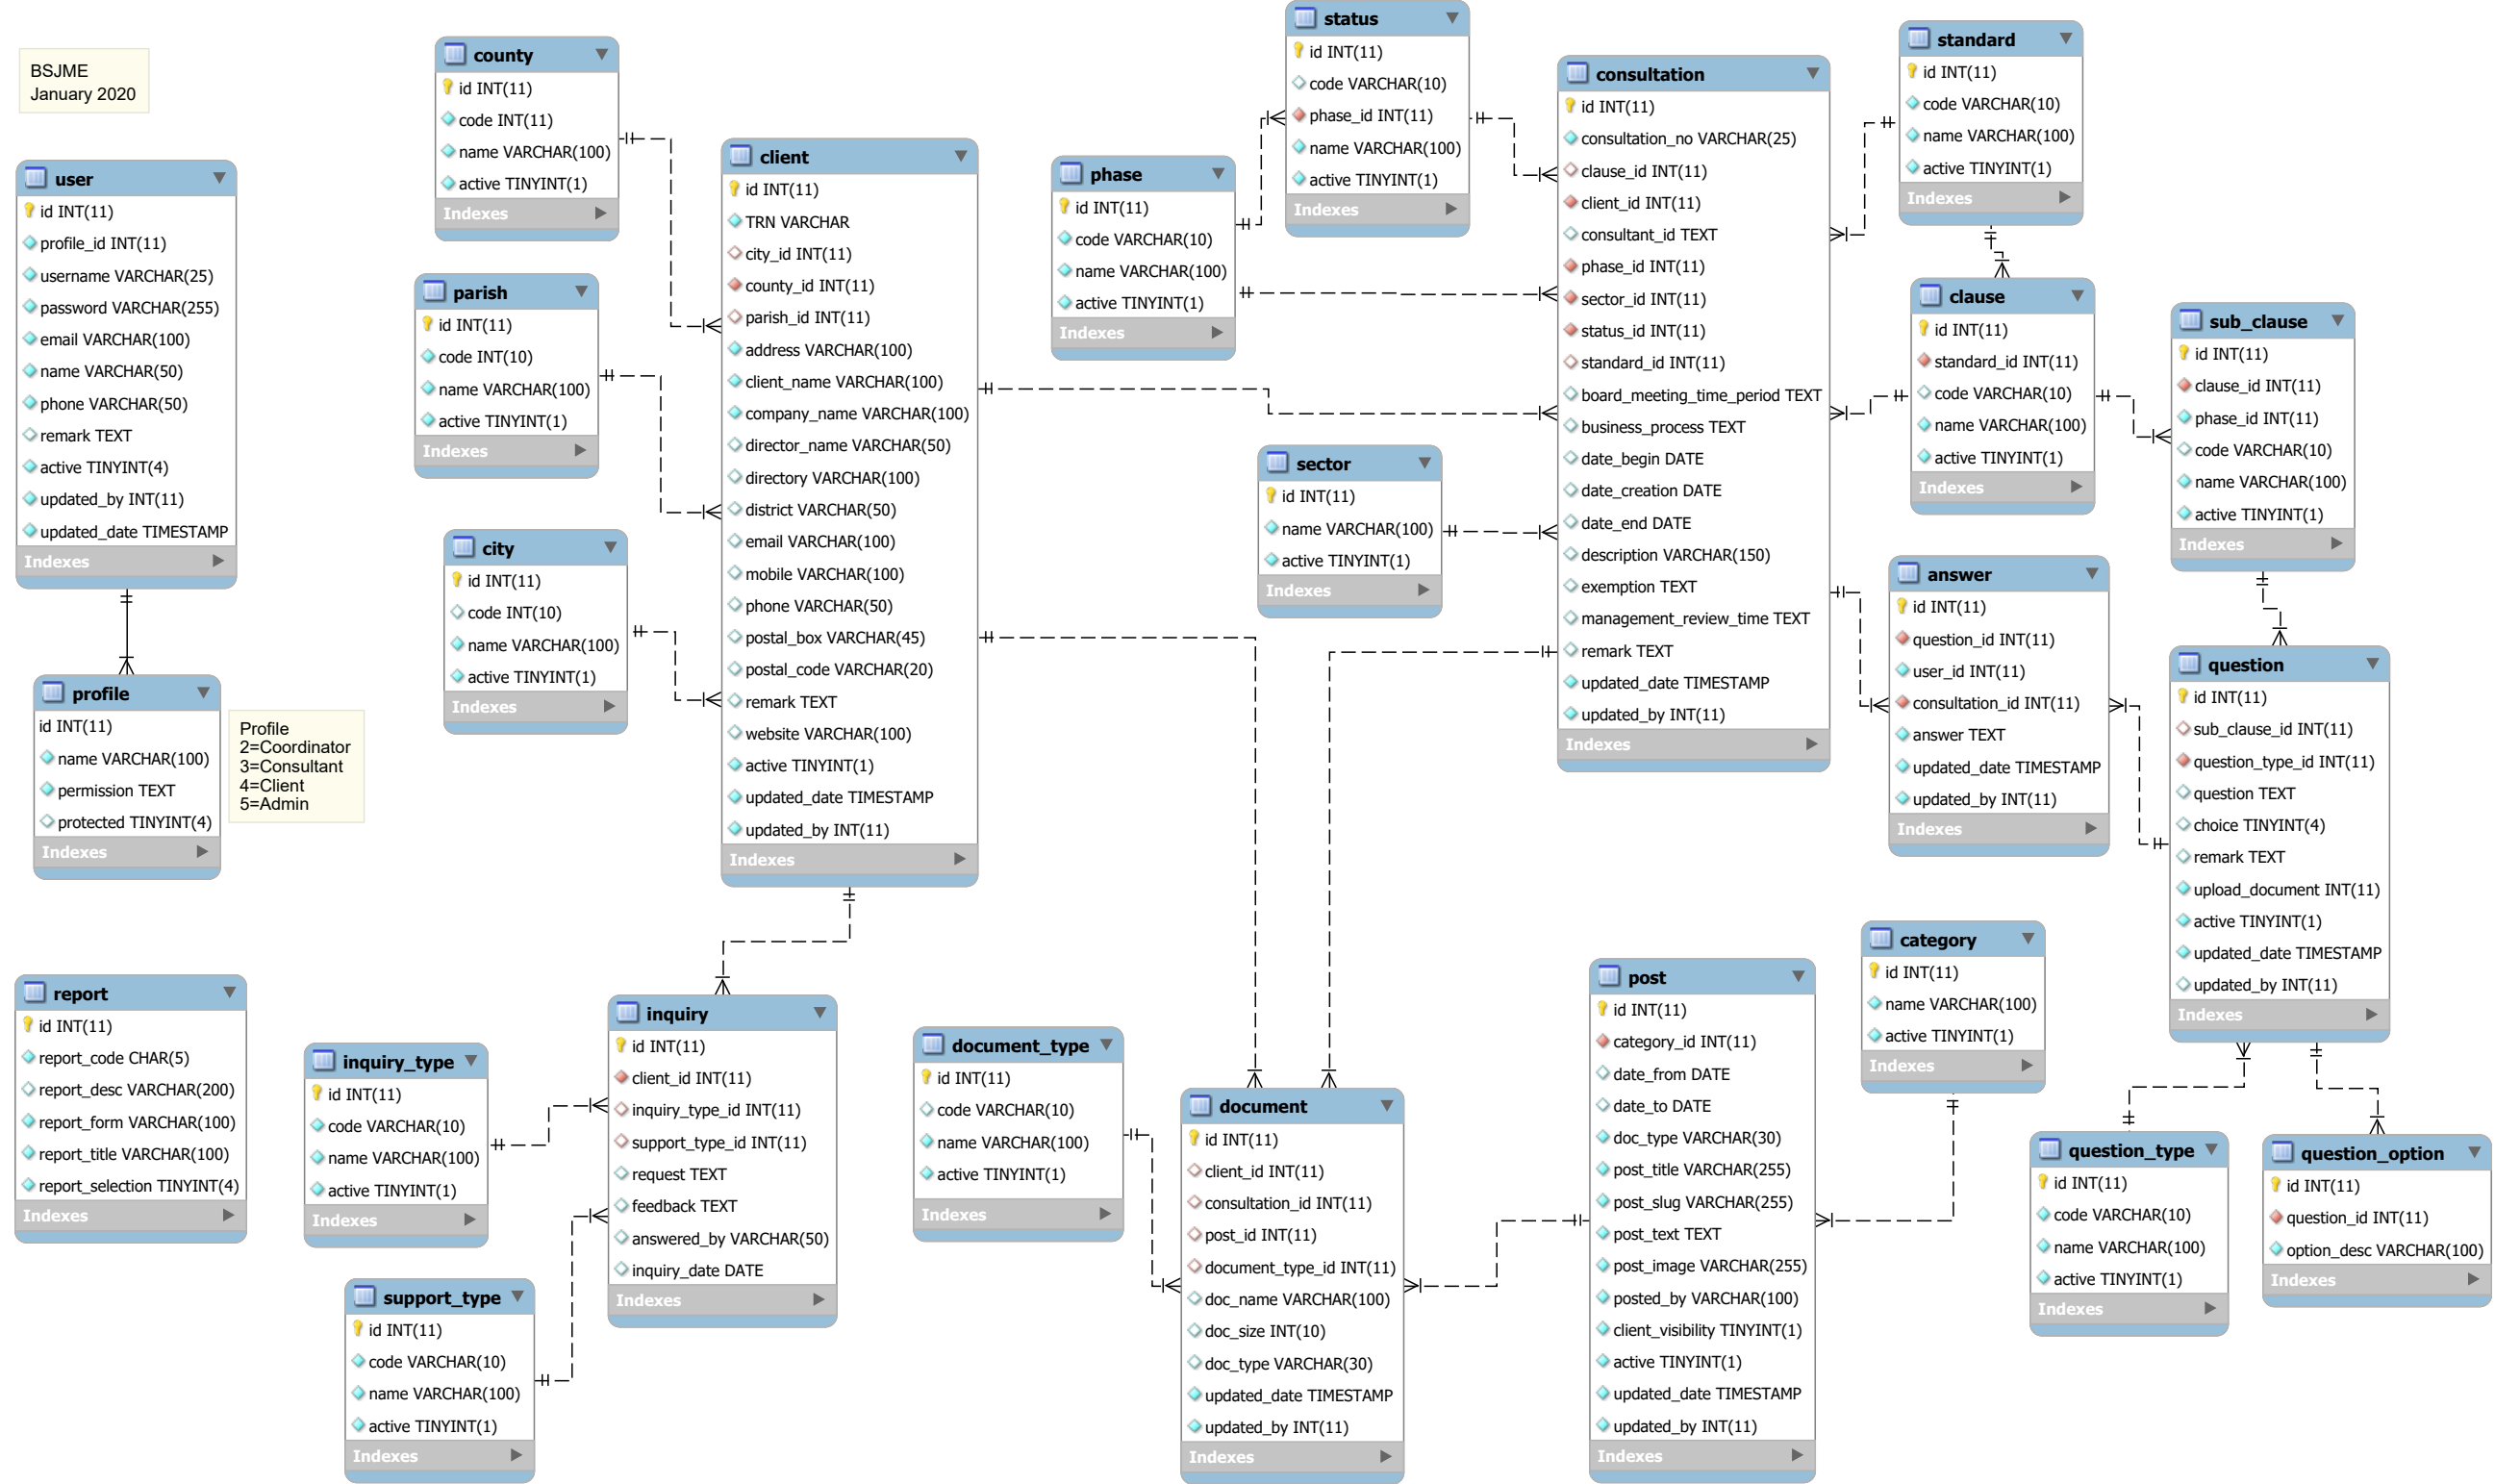 BSJME
January 2020
user
id INT(11)
profile_id INT(11)
username VARCHAR(25)
password VARCHAR(255)
email VARCHAR(100)
name VARCHAR(50)
phone VARCHAR(50)
remark TEXT
active TINYINT(4)
updated_by INT(11)
updated_date TIMESTAMP
Indexes
profile
id INT(11)
name VARCHAR(100)
permission TEXT
protected TINYINT(4)
Indexes
Profile
2=Coordinator
3=Consultant
4=Client
5=Admin
report
id INT(11)
report_code CHAR(5)
report_desc VARCHAR(200)
report_form VARCHAR(100)
report_title VARCHAR(100)
report_selection TINYINT(4)
Indexes
county
id INT(11)
code INT(11)
name VARCHAR(100)
active TINYINT(1)
Indexes
parish
id INT(11)
code INT(10)
name VARCHAR(100)
active TINYINT(1)
Indexes
city
id INT(11)
code INT(10)
name VARCHAR(100)
active TINYINT(1)
Indexes
inquiry_type
id INT(11)
code VARCHAR(10)
name VARCHAR(100)
active TINYINT(1)
Indexes
support_type
id INT(11)
code VARCHAR(10)
name VARCHAR(100)
active TINYINT(1)
Indexes
client
id INT(11)
TRN VARCHAR
city_id INT(11)
county_id INT(11)
parish_id INT(11)
address VARCHAR(100)
client_name VARCHAR(100)
company_name VARCHAR(100)
director_name VARCHAR(50)
directory VARCHAR(100)
district VARCHAR(50)
email VARCHAR(100)
mobile VARCHAR(100)
phone VARCHAR(50)
postal_box VARCHAR(45)
postal_code VARCHAR(20)
remark TEXT
website VARCHAR(100)
active TINYINT(1)
updated_date TIMESTAMP
updated_by INT(11)
Indexes
inquiry
id INT(11)
client_id INT(11)
inquiry_type_id INT(11)
support_type_id INT(11)
request TEXT
feedback TEXT
answered_by VARCHAR(50)
inquiry_date DATE
Indexes
phase
id INT(11)
code VARCHAR(10)
name VARCHAR(100)
active TINYINT(1)
Indexes
status
id INT(11)
code VARCHAR(10)
phase_id INT(11)
name VARCHAR(100)
active TINYINT(1)
Indexes
sector
id INT(11)
name VARCHAR(100)
active TINYINT(1)
Indexes
document_type
id INT(11)
code VARCHAR(10)
name VARCHAR(100)
active TINYINT(1)
Indexes
document
id INT(11)
client_id INT(11)
consultation_id INT(11)
post_id INT(11)
document_type_id INT(11)
doc_name VARCHAR(100)
doc_size INT(10)
doc_type VARCHAR(30)
updated_date TIMESTAMP
updated_by INT(11)
Indexes
consultation
id INT(11)
consultation_no VARCHAR(25)
clause_id INT(11)
client_id INT(11)
consultant_id TEXT
phase_id INT(11)
sector_id INT(11)
status_id INT(11)
standard_id INT(11)
board_meeting_time_period TEXT
business_process TEXT
date_begin DATE
date_creation DATE
date_end DATE
description VARCHAR(150)
exemption TEXT
management_review_time TEXT
remark TEXT
updated_date TIMESTAMP
updated_by INT(11)
Indexes
post
id INT(11)
category_id INT(11)
date_from DATE
date_to DATE
doc_type VARCHAR(30)
post_title VARCHAR(255)
post_slug VARCHAR(255)
post_text TEXT
post_image VARCHAR(255)
posted_by VARCHAR(100)
client_visibility TINYINT(1)
active TINYINT(1)
updated_date TIMESTAMP
updated_by INT(11)
Indexes
standard
id INT(11)
code VARCHAR(10)
name VARCHAR(100)
active TINYINT(1)
Indexes
clause
id INT(11)
standard_id INT(11)
code VARCHAR(10)
name VARCHAR(100)
active TINYINT(1)
Indexes
sub_clause
id INT(11)
clause_id INT(11)
phase_id INT(11)
code VARCHAR(10)
name VARCHAR(100)
active TINYINT(1)
Indexes
answer
id INT(11)
question_id INT(11)
user_id INT(11)
consultation_id INT(11)
answer TEXT
updated_date TIMESTAMP
updated_by INT(11)
Indexes
question
id INT(11)
sub_clause_id INT(11)
question_type_id INT(11)
question TEXT
choice TINYINT(4)
remark TEXT
upload_document INT(11)
active TINYINT(1)
updated_date TIMESTAMP
updated_by INT(11)
Indexes
category
id INT(11)
name VARCHAR(100)
active TINYINT(1)
Indexes
question_type
id INT(11)
code VARCHAR(10)
name VARCHAR(100)
active TINYINT(1)
Indexes
question_option
id INT(11)
question_id INT(11)
option_desc VARCHAR(100)
Indexes